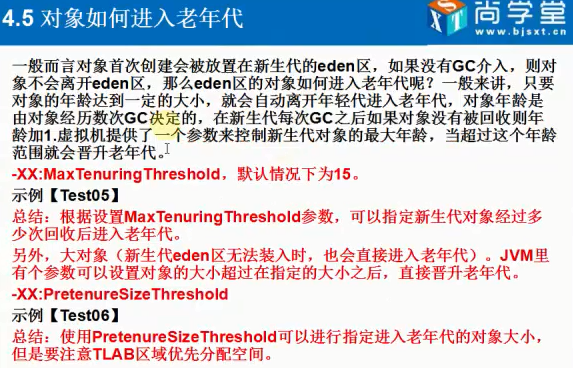 4.5 对象如何进入老年代
尚学堂
www.bjsxt.cn
一般而言对象首次创建会被放置在新生代的eden区，如果没有GC介入，则对
象不会离开eden区，那么eden区的对象如何进入老年代呢？一般来讲，只要
对象的年龄达到一定的大小，就会自动离开年轻代进入老年代，对象年龄是
由对象经历数次GC决定的，在新生代每次GC之后如果对象没有被回收则年
龄加1.虚拟机提供了一个参数来控制新生代对象的最大年龄，当超过这个年龄
范围就会晋升老年代。
-XX:MaxTenuringThreshold，默认情况下为15。
示例【Test05】
总结：根据设置MaxTenuringThreshold参数，可以指定新生代对象经过多
少次回收后进入老年代。
另外，大对象（新生代eden区无法装入时，也会直接进入老年代）。JVM里
有个参数可以设置对象的大小超过在指定的大小之后，直接晋升老年代。
-XX:PretenureSizeThreshold
示例【Test06】
总结：使用PretenureSizeThreshold可以进行指定进入老年代的对象大小，
但是要注意TLAB区域优先分配空间。